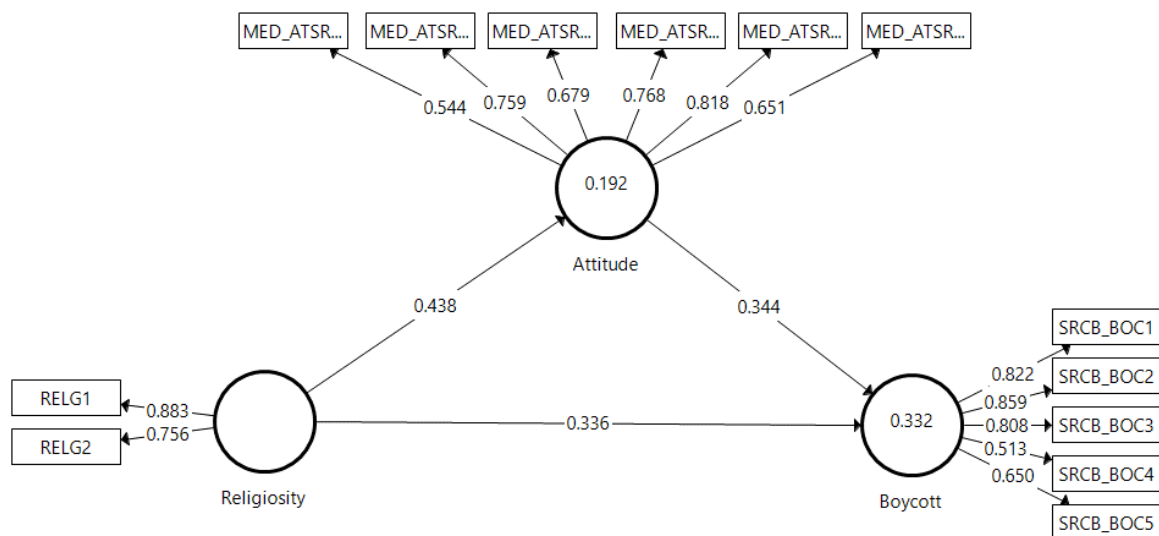 MED_ATSR... MED_ATSR... MED_ATSR... MED_ATSR... MED_ATSR... MED_ATSR...
0.544 0.759 0.679 0.768 0.818 0.651
0.192
Attitude
0.438 0.344
RELG1
RELG2
0.883
0.756
Religiosity
0.336
0.332
Boycott
0.822
0.859
0.808
0.513
0.650
SRCB_BOC1
SRCB_BOC2
SRCB_BOC3
SRCB_BOC4
SRCB_BOC5